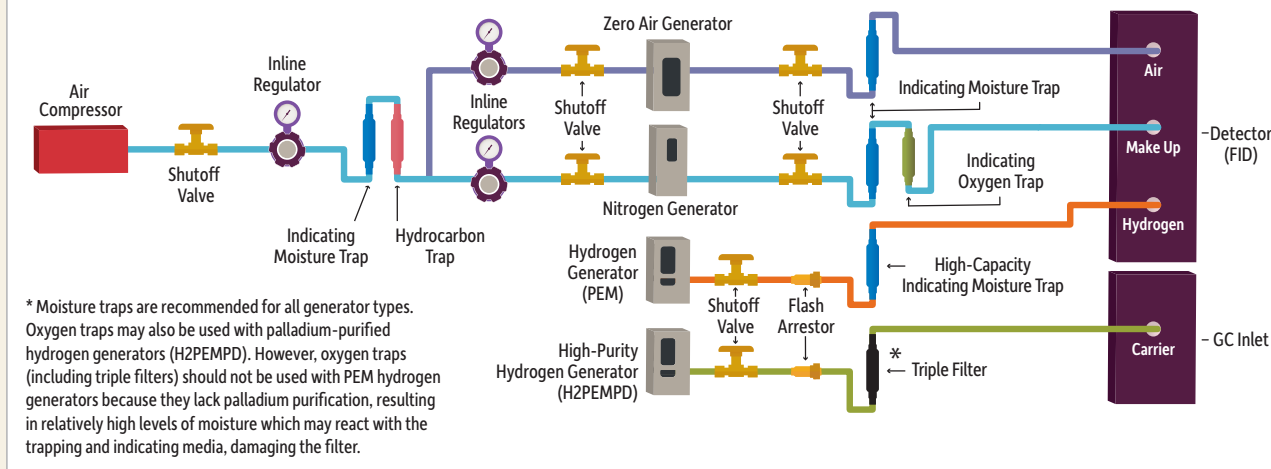 Zero Air Generator
Air
Compressor
Inline
Regulator
Shutoff
Valve
Inline
Regulators
Shutoff
Valve
Shutoff
Valve
Indicating Moisture Trap
Air
Make Up
Hydrogen
Detector
(FID)
Indicating
Oxygen Trap
Nitrogen Generator
Indicating
Moisture Trap
Hydrocarbon
Trap
Hydrogen
Generator
(PEM)
Shutoff
Valve
Flash
Arrestor
High-Capacity
Indicating Moisture Trap
High-Purity
Hydrogen Generator
(H2PEMPD)
*
Triple Filter
Carrier
GC Inlet
* Moisture traps are recommended for all generator types.
Oxygen traps may also be used with palladium-purified
hydrogen generators (H2PEMPD). However, oxygen traps
(including triple filters) should not be used with PEM hydrogen
generators because they lack palladium purification, resulting
in relatively high levels of moisture which may react with the
trapping and indicating media, damaging the filter.